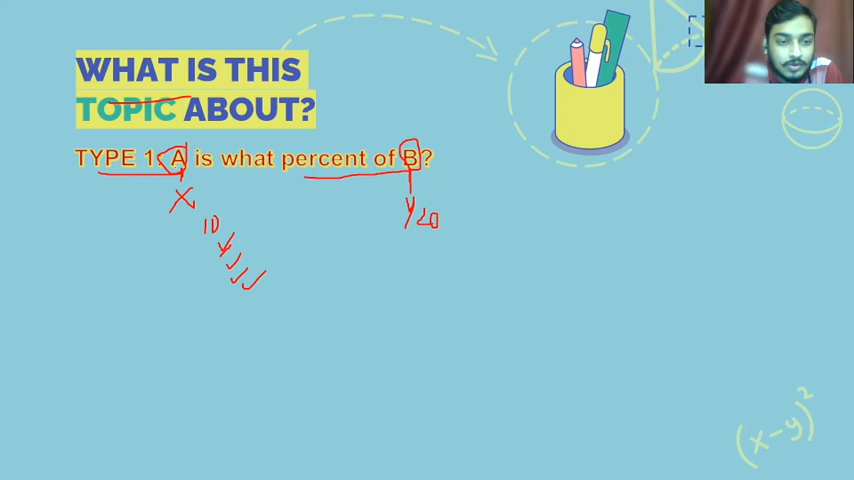 WHAT IS THIS
TOPIC ABOUT?
TYPE 1: A is what percent of B?
X
10
y 20
(x-y)²